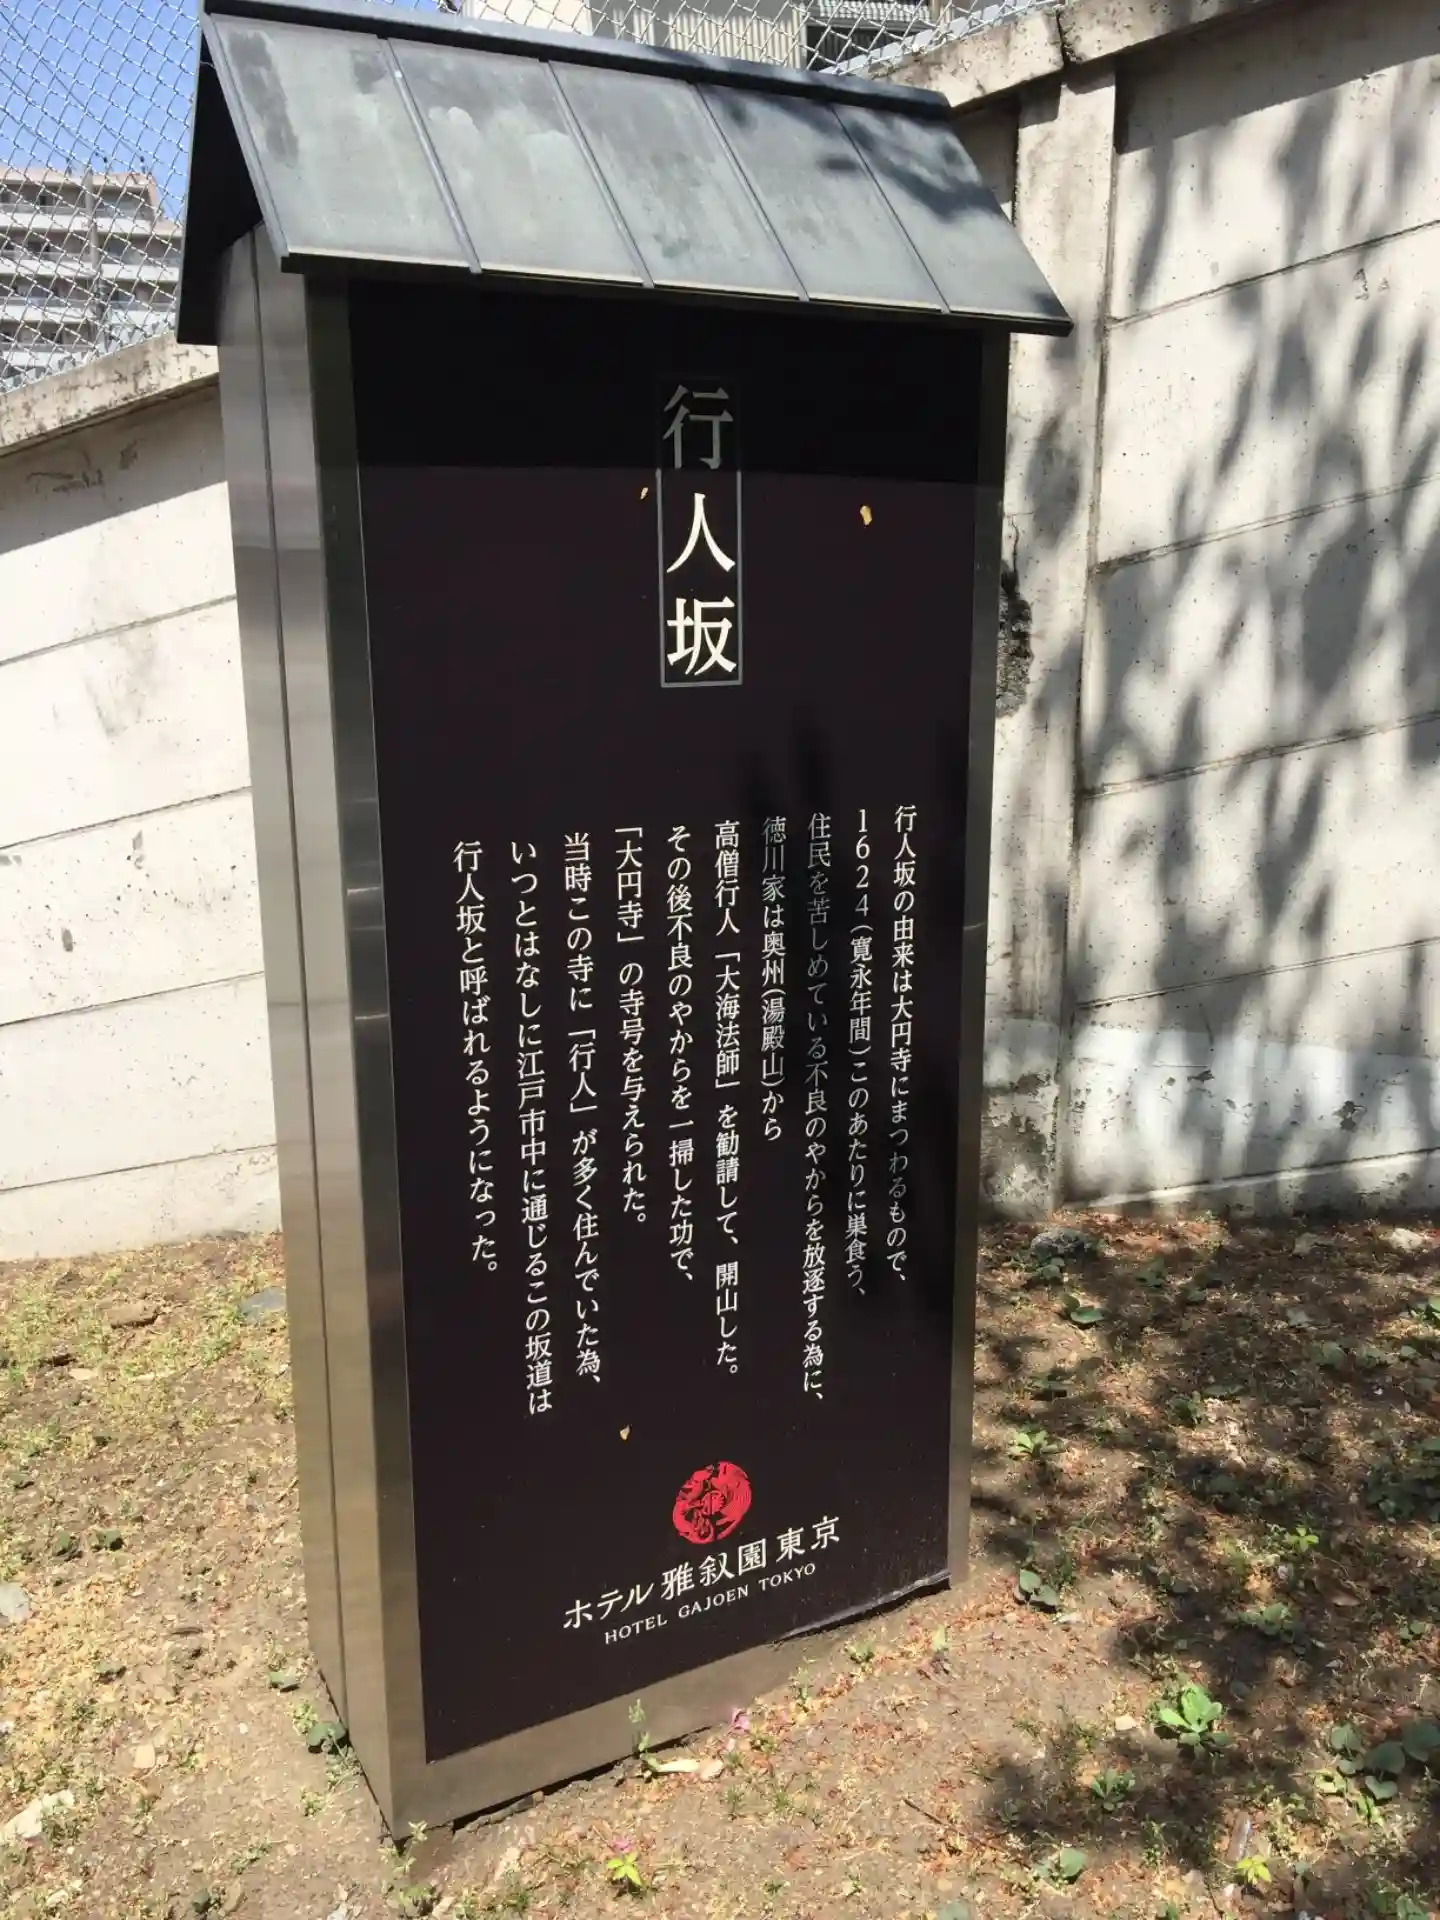 行人坂
行人坂の由来は大円寺にまつわるもので、
1624(寛永年間)このあたりに巣食う、
住民を苦しめている不良のやからを放逐する為に、
徳川家は奥州(湯殿山)から
高僧行人「大海法師」を勧請して、開山した。
その後不良のやからを一掃した功で、
「大円寺」の寺号を与えられた。
当時この寺に「行人」が多く住んでいた為、
いつとはなしに江戸市中に通じるこの坂道は
行人坂と呼ばれるようになった。
ホテル雅叙園東京
HOTEL GAJOEN TOKYO